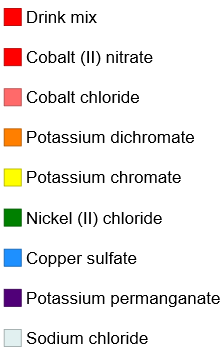 Drink mix
Cobalt (II) nitrate
Cobalt chloride
Potassium dichromate
Potassium chromate
Nickel (II) chloride
Copper sulfate
Potassium permanganate
Sodium chloride